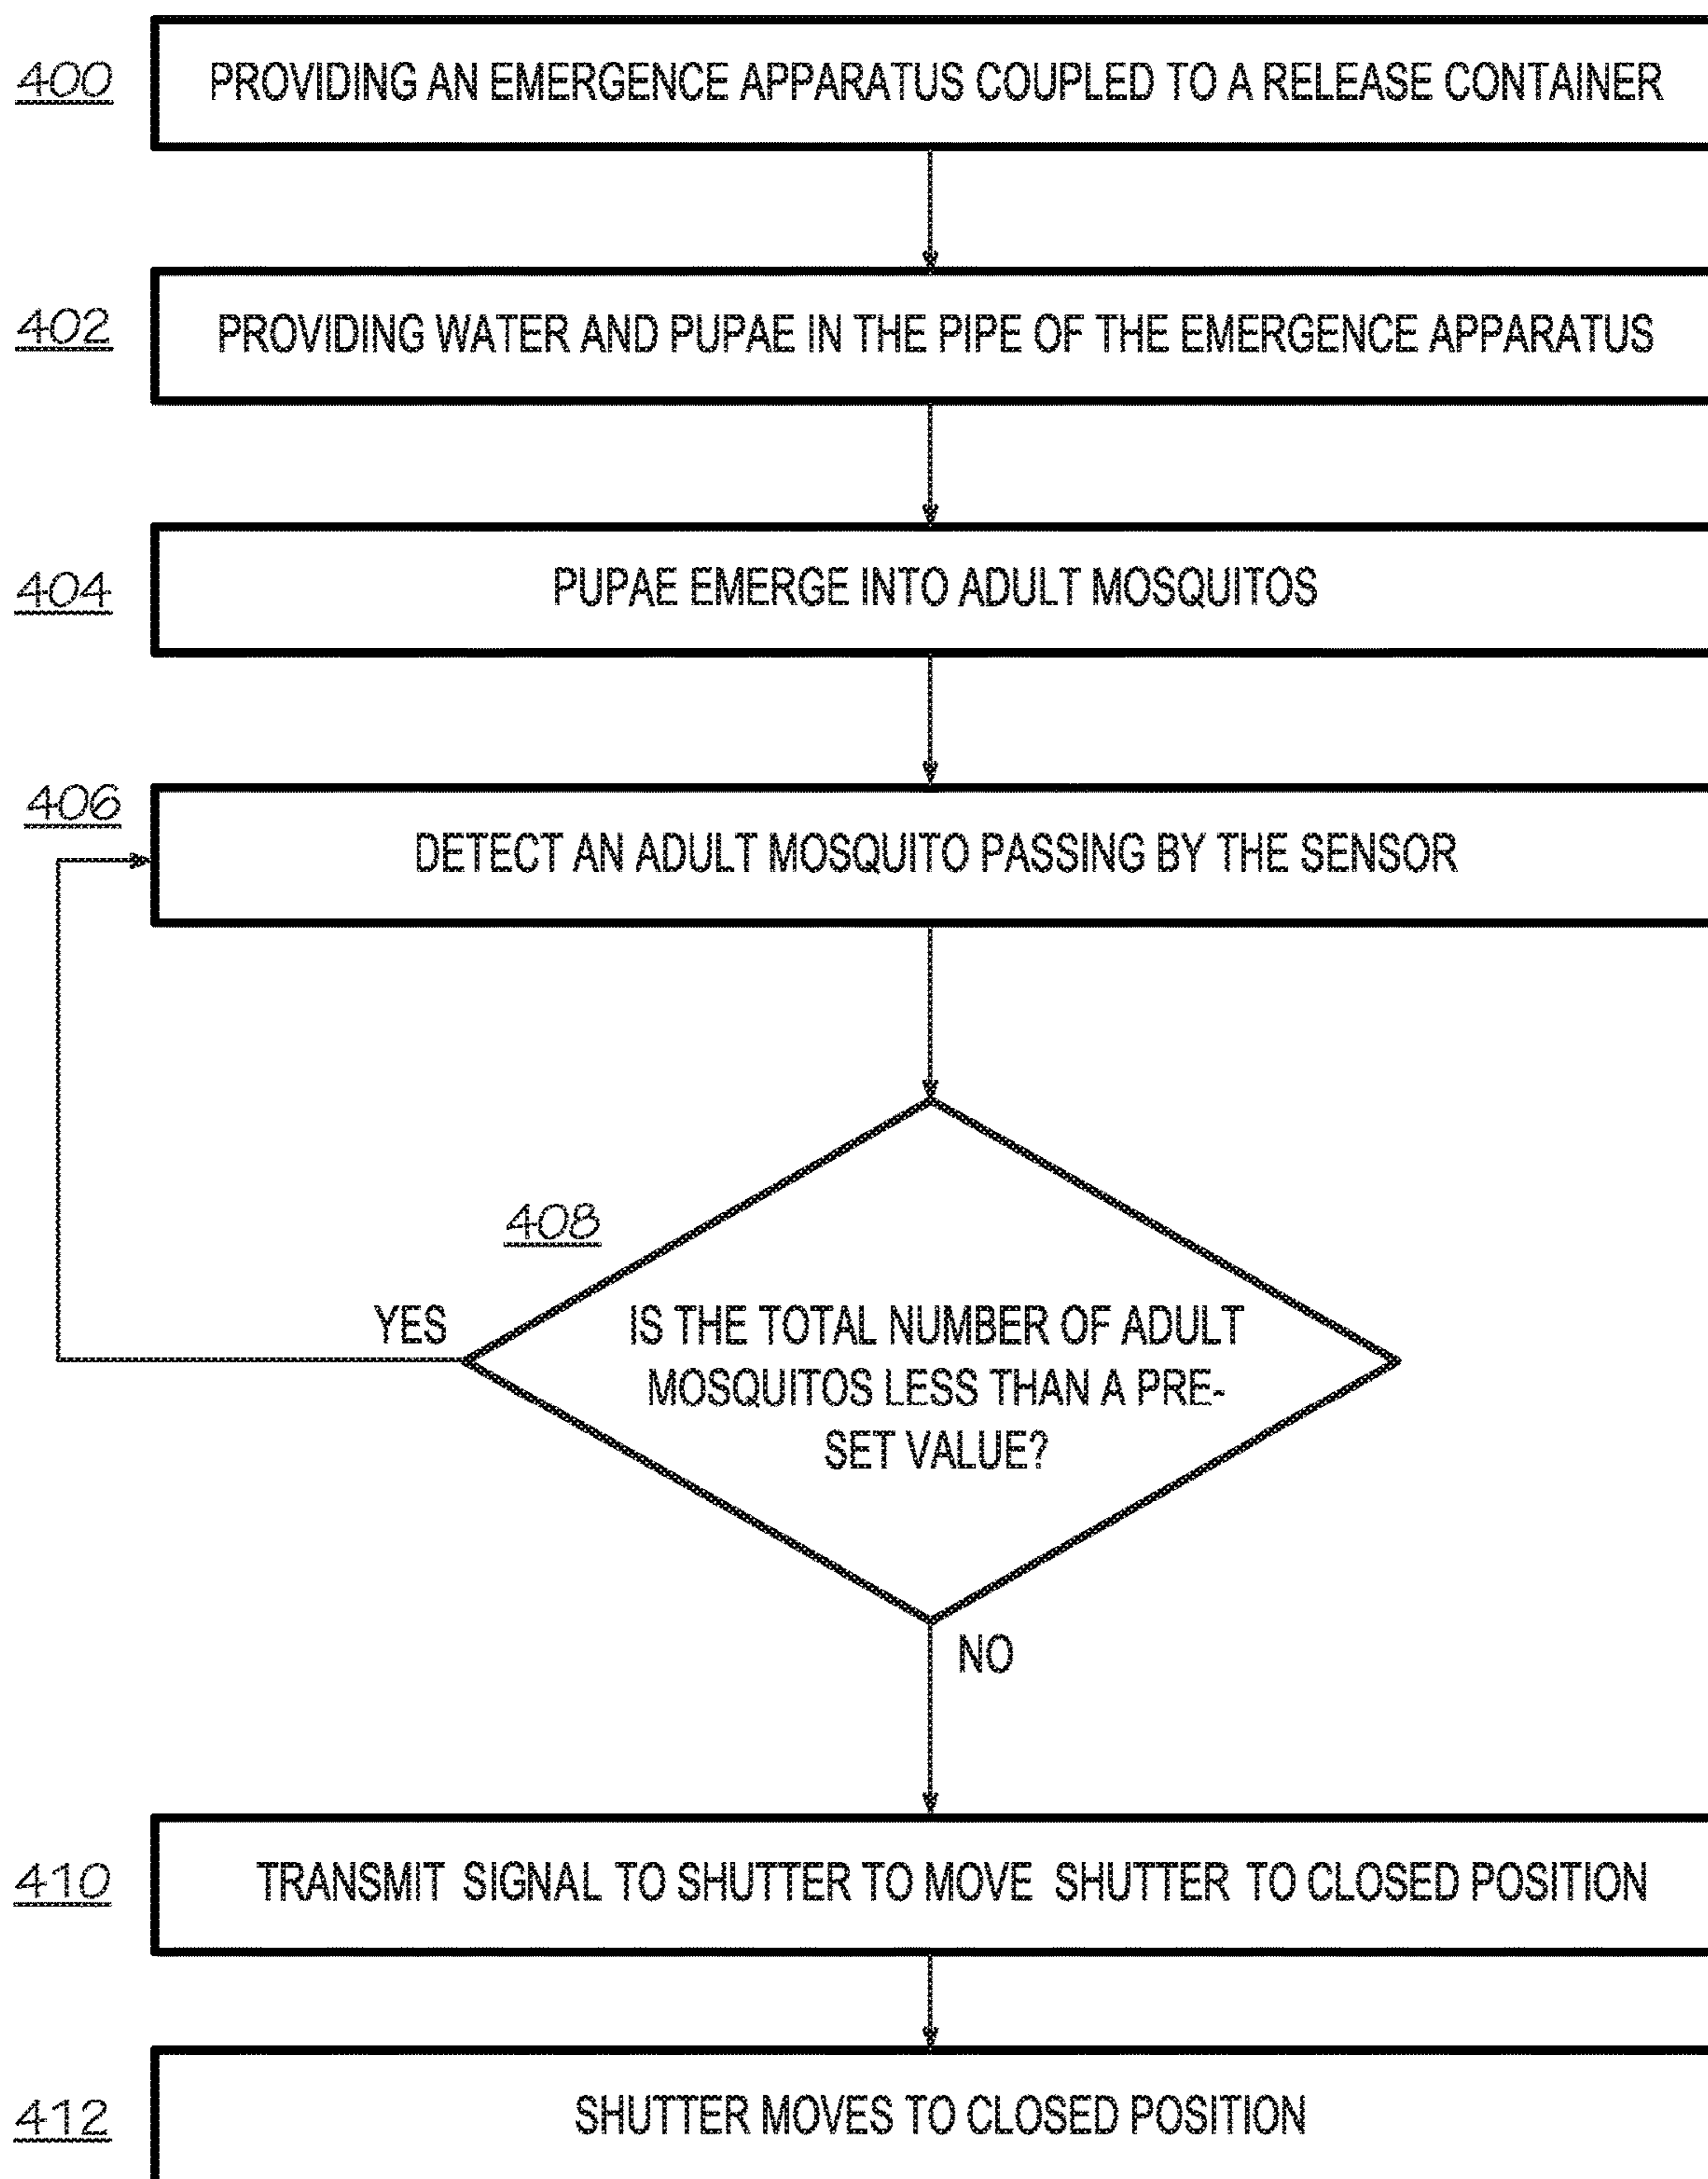 400
PROVIDING AN EMERGENCE APPARATUS COUPLED TO A RELEASE CONTAINER
402
PROVIDING WATER AND PUPAE IN THE PIPE OF THE EMERGENCE APPARATUS
404
PUPAE EMERGE INTO ADULT MOSQUITOS
406
DETECT AN ADULT MOSQUITO PASSING BY THE SENSOR
408
YES
IS THE TOTAL NUMBER OF ADULT
MOSQUITOS LESS THAN A PRE-
SET VALUE?
NO
410
TRANSMIT SIGNAL TO SHUTTER TO MOVE SHUTTER TO CLOSED POSITION
412
SHUTTER MOVES TO CLOSED POSITION